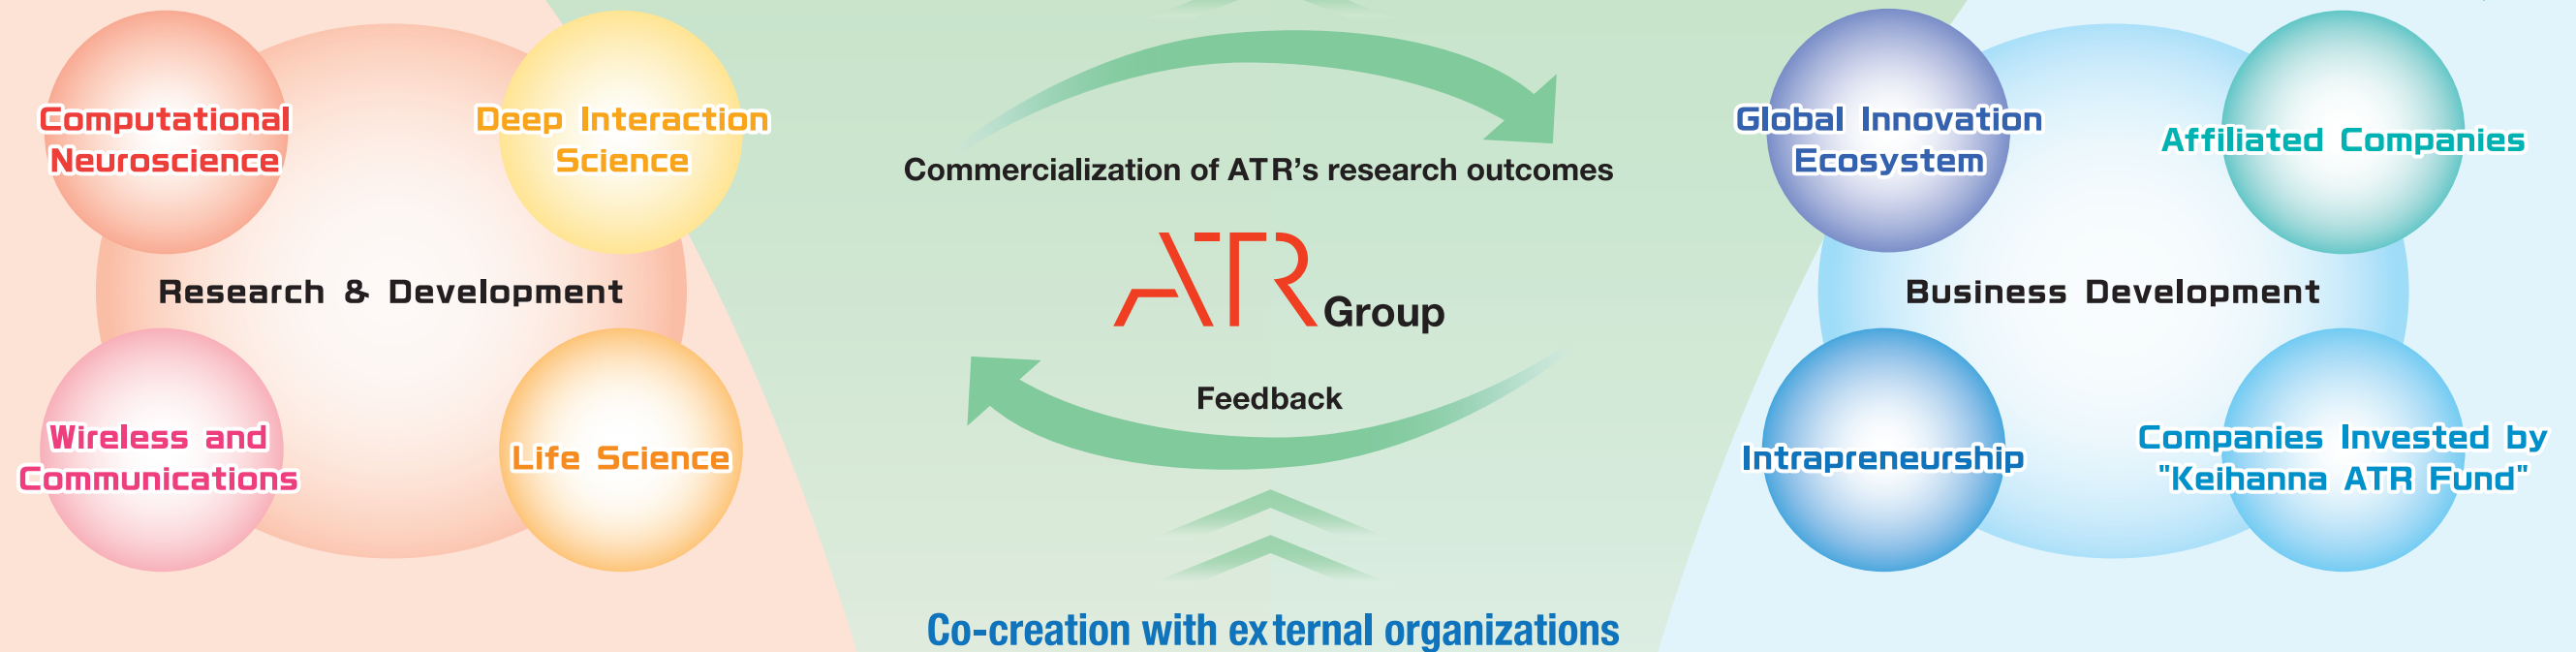 Computational
Neuroscience
Deep Interaction
Science
Research & Development
Wireless and
Communications
Life Science
Commercialization of ATR's research outcomes
ATR Group
Feedback
Co-creation with external organizations
Global Innovation
Ecosystem
Affiliated Companies
Business Development
Intrapreneurship
Companies Invested by
"Keihanna ATR Fund"